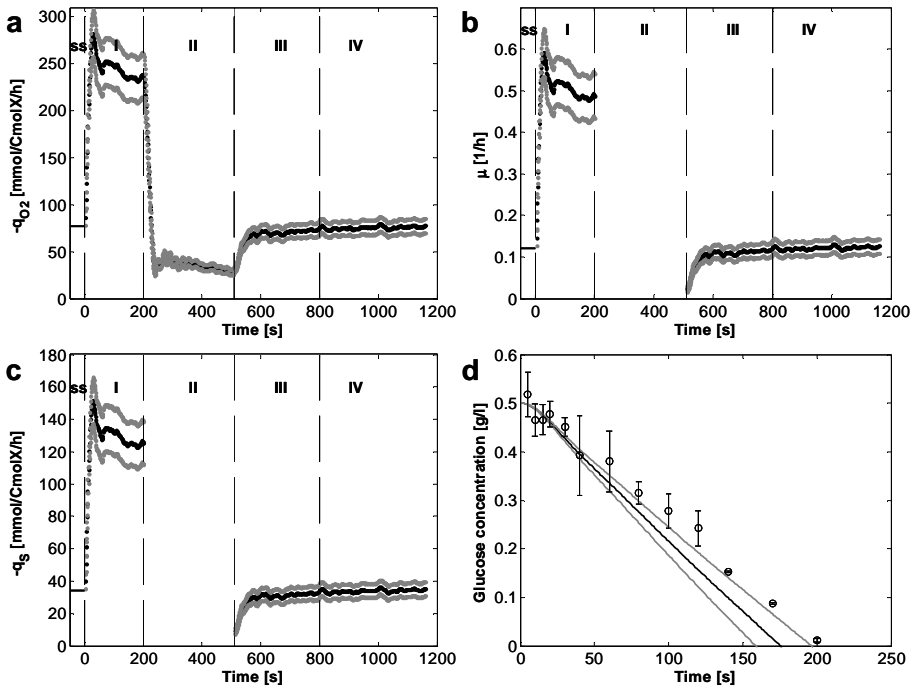 a
ss I II III IV
300
250
200
150
100
50
0
-qO2 [mmol/CmolX/h]
0 200 400 600 800 1000 1200
Time [s]
b
ss I II III IV
0.6
0.5
0.4
0.3
0.2
0.1
0
μ [1/h]
0 200 400 600 800 1000 1200
Time [s]
c
ss I II III IV
180
160
140
120
100
80
60
40
20
0
-qS [mmol/CmolX/h]
0 200 400 600 800 1000 1200
Time [s]
d
0.6
0.5
0.4
0.3
0.2
0.1
0
Glucose concentration [g/l]
0 50 100 150 200 250
Time [s]